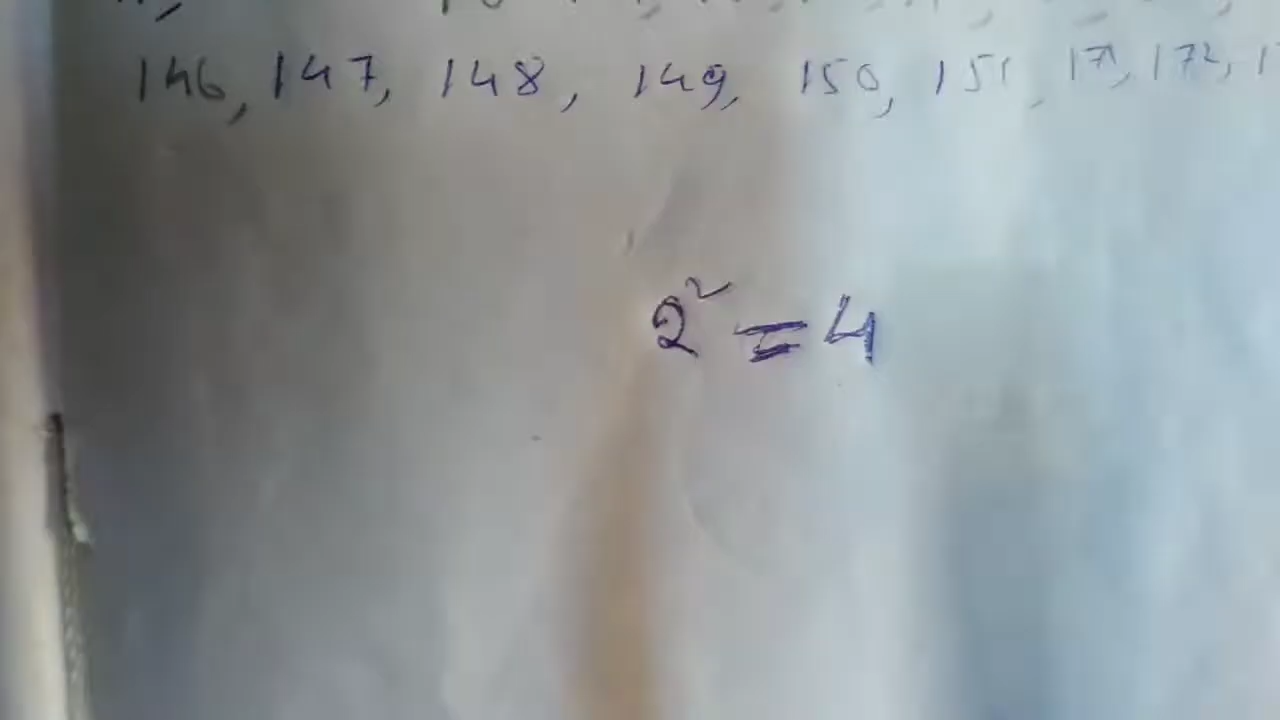 146, 147, 148, 149, 150, 151, 171, 172,
2² = 4